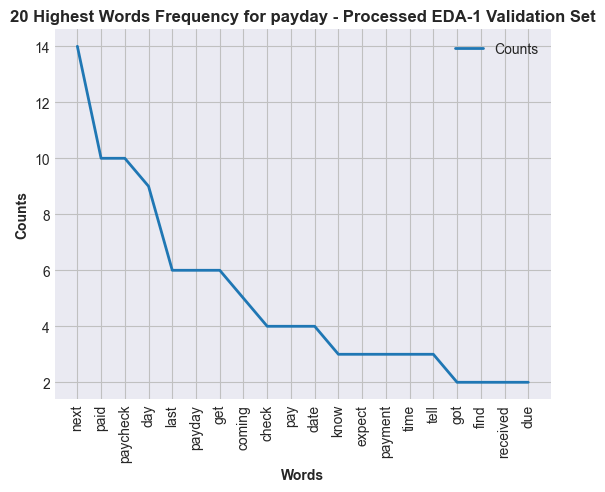 20 Highest Words Frequency for payday - Processed EDA-1 Validation Set
Counts
14
12
10
8
6
4
2
Counts
next
paid
paycheck
day
last
payday
get
coming
check
pay
date
know
expect
payment
time
tell
got
find
received
due
Words